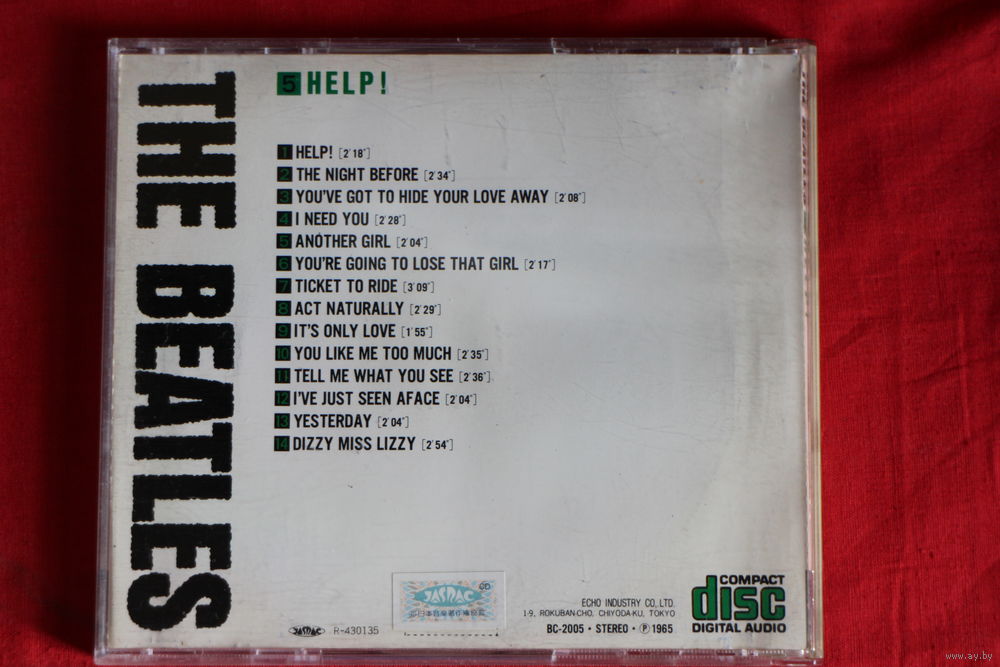 THE BEATLES
5 HELP!
1 HELP! [2'18"]
2 THE NIGHT BEFORE [2'34"]
3 YOU'VE GOT TO HIDE YOUR LOVE AWAY [2'08"]
4 I NEED YOU [2'28"]
5 ANOTHER GIRL [2'04"]
6 YOU'RE GOING TO LOSE THAT GIRL [2'17"]
7 TICKET TO RIDE [3'09"]
8 ACT NATURALLY [2'29"]
9 IT'S ONLY LOVE [1'55"]
10 YOU LIKE ME TOO MUCH [2'35"]
11 TELL ME WHAT YOU SEE [2'36"]
12 I'VE JUST SEEN AFACE [2'04"]
13 YESTERDAY [2'04"]
14 DIZZY MISS LIZZY [2'54"]
CD
JASRAC
JASRAC R-430135
ECHO INDUSTRY CO, LTD.
1-9, ROKUBAN-CHO, CHIYODA-KU, TOKYO
BC-2005 • STEREO • Ⓟ 1965
COMPACT
disc
DIGITAL AUDIO
www.ay.by